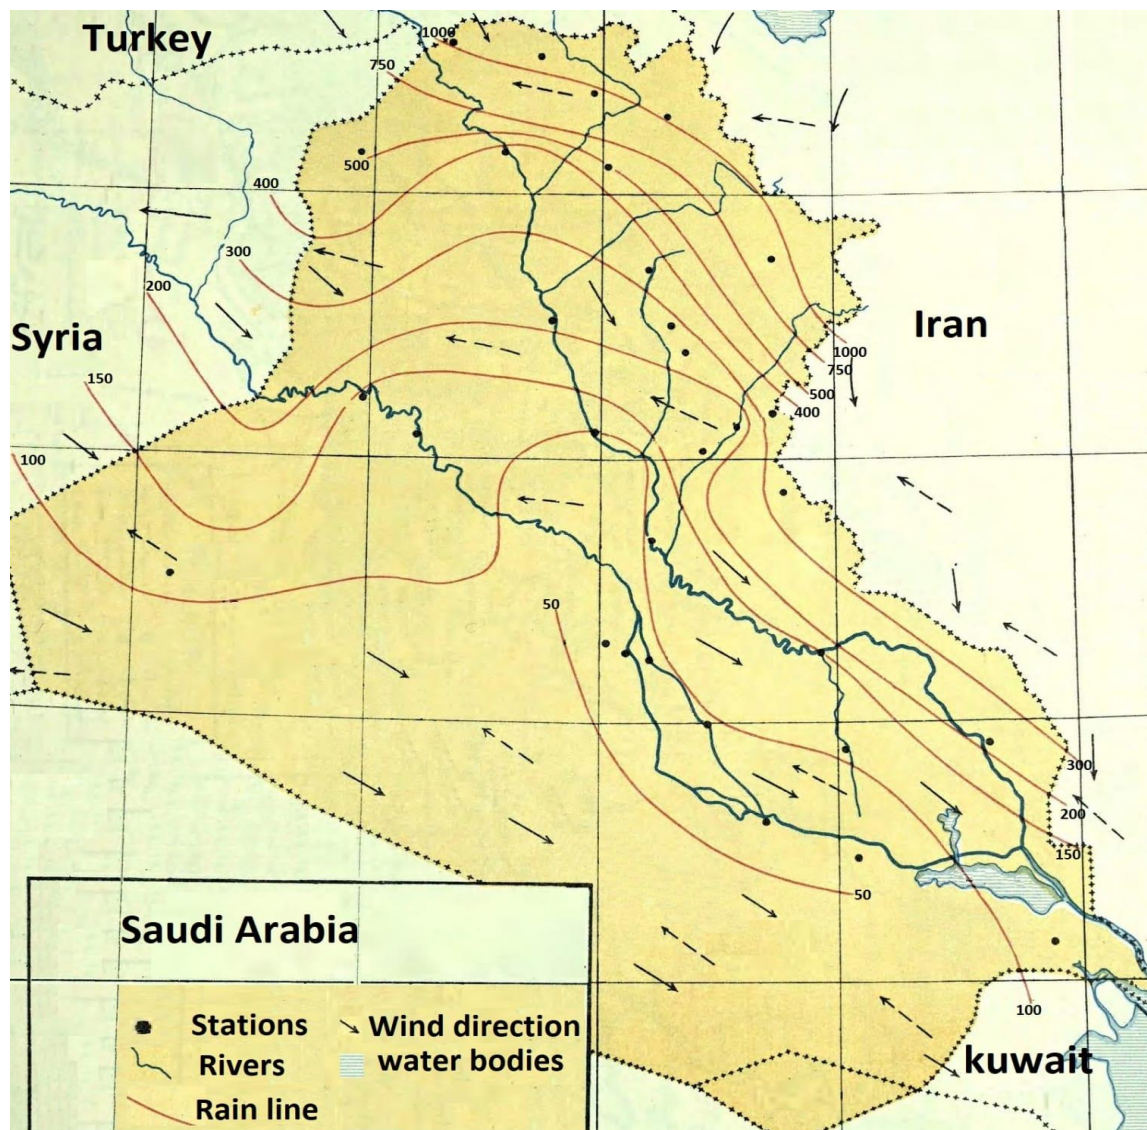 Turkey
1000
750
500
400
300
200
Syria
150
Iran
1000
750
500
400
100
50
300
200
150
50
Saudi Arabia
100
Stations
Wind direction
Rivers
water bodies
kuwait
Rain line